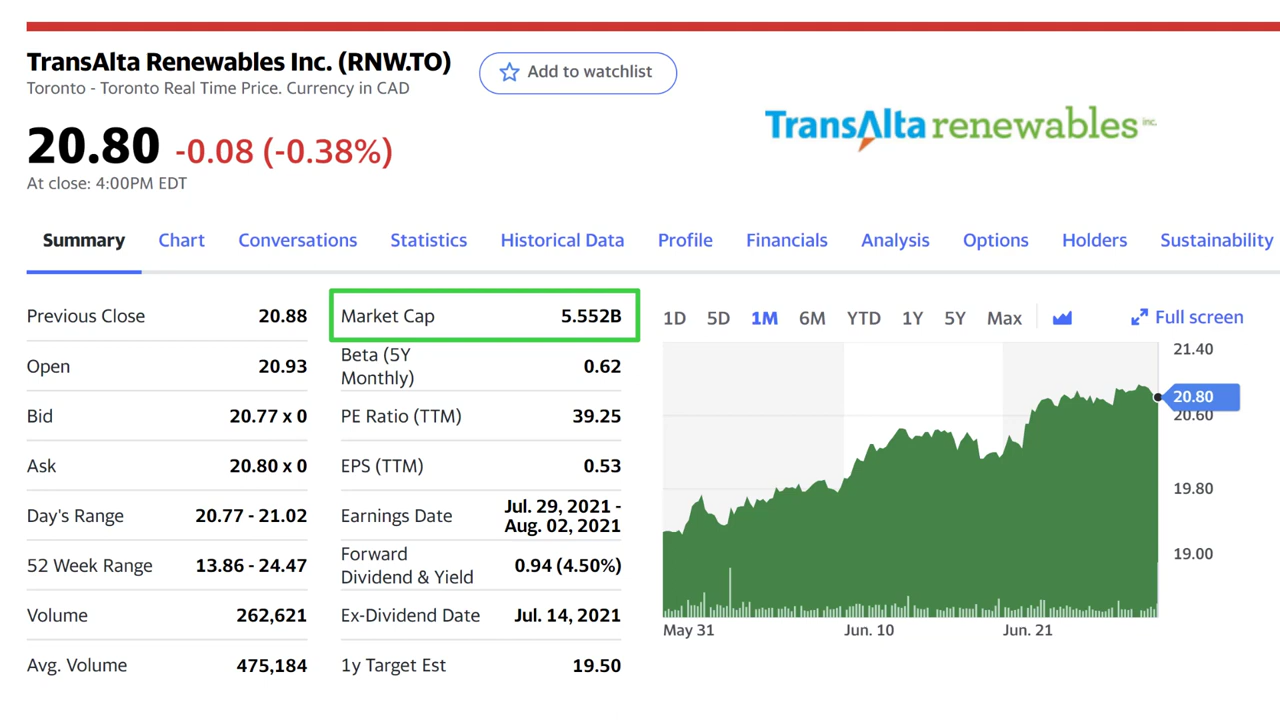 TransAlta Renewables Inc. (RNW.TO)
Add to watchlist
Toronto - Toronto Real Time Price. Currency in CAD
TransAlta renewables inc.
20.80 -0.08 (-0.38%)
At close: 4:00PM EDT
Summary Chart Conversations Statistics Historical Data Profile Financials Analysis Options Holders Sustainability
Previous Close 20.88
Open 20.93
Bid 20.77 x 0
Ask 20.80 x 0
Day's Range 20.77 - 21.02
52 Week Range 13.86 - 24.47
Volume 262,621
Avg. Volume 475,184
Market Cap 5.552B
Beta (5Y
Monthly) 0.62
PE Ratio (TTM) 39.25
EPS (TTM) 0.53
Earnings Date Jul. 29, 2021 -
Aug. 02, 2021
Forward
Dividend & Yield 0.94 (4.50%)
Ex-Dividend Date Jul. 14, 2021
1y Target Est 19.50
1D 5D 1M 6M YTD 1Y 5Y Max Full screen
21.40
20.80
20.60
19.80
19.00
May 31 Jun. 10 Jun. 21